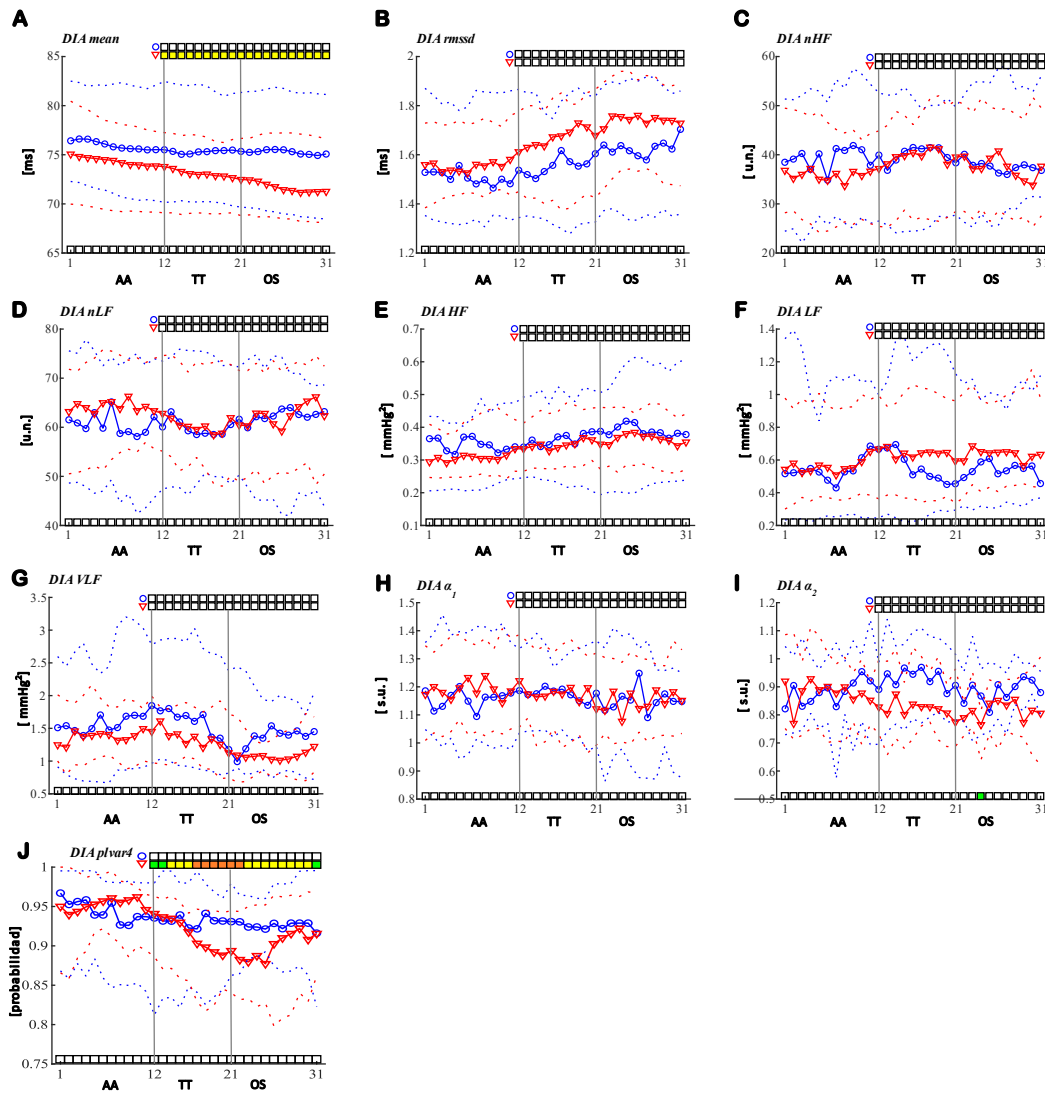 A
DIA mean
85
80
75
70
65
[ms]
1
12
21
31
AA
TT
OS
B
DIA rmssd
2
1.8
1.6
1.4
1.2
[ms]
1
12
21
31
AA
TT
OS
C
DIA nHF
60
50
40
30
20
[ u.n.]
1
12
21
31
AA
TT
OS
D
DIA nLF
80
70
60
50
40
[u.n.]
1
12
21
31
AA
TT
OS
E
DIA HF
0.7
0.6
0.5
0.4
0.3
0.2
0.1
[ mmHg²]
1
12
21
31
AA
TT
OS
F
DIA LF
1.4
1.2
1
0.8
0.6
0.4
0.2
[ mmHg²]
1
12
21
31
AA
TT
OS
G
DIA VLF
3.5
3
2.5
2
1.5
1
0.5
[ mmHg²]
1
12
21
31
AA
TT
OS
H
DIA α₁
1.5
1.4
1.3
1.2
1.1
1
0.9
0.8
[ s.u.]
1
12
21
31
AA
TT
OS
I
DIA α₂
1.2
1.1
1
0.9
0.8
0.7
0.6
0.5
[ s.u.]
1
12
21
31
AA
TT
OS
J
DIA plvar4
1
0.95
0.9
0.85
0.8
0.75
[probabilidad]
1
12
21
31
AA
TT
OS